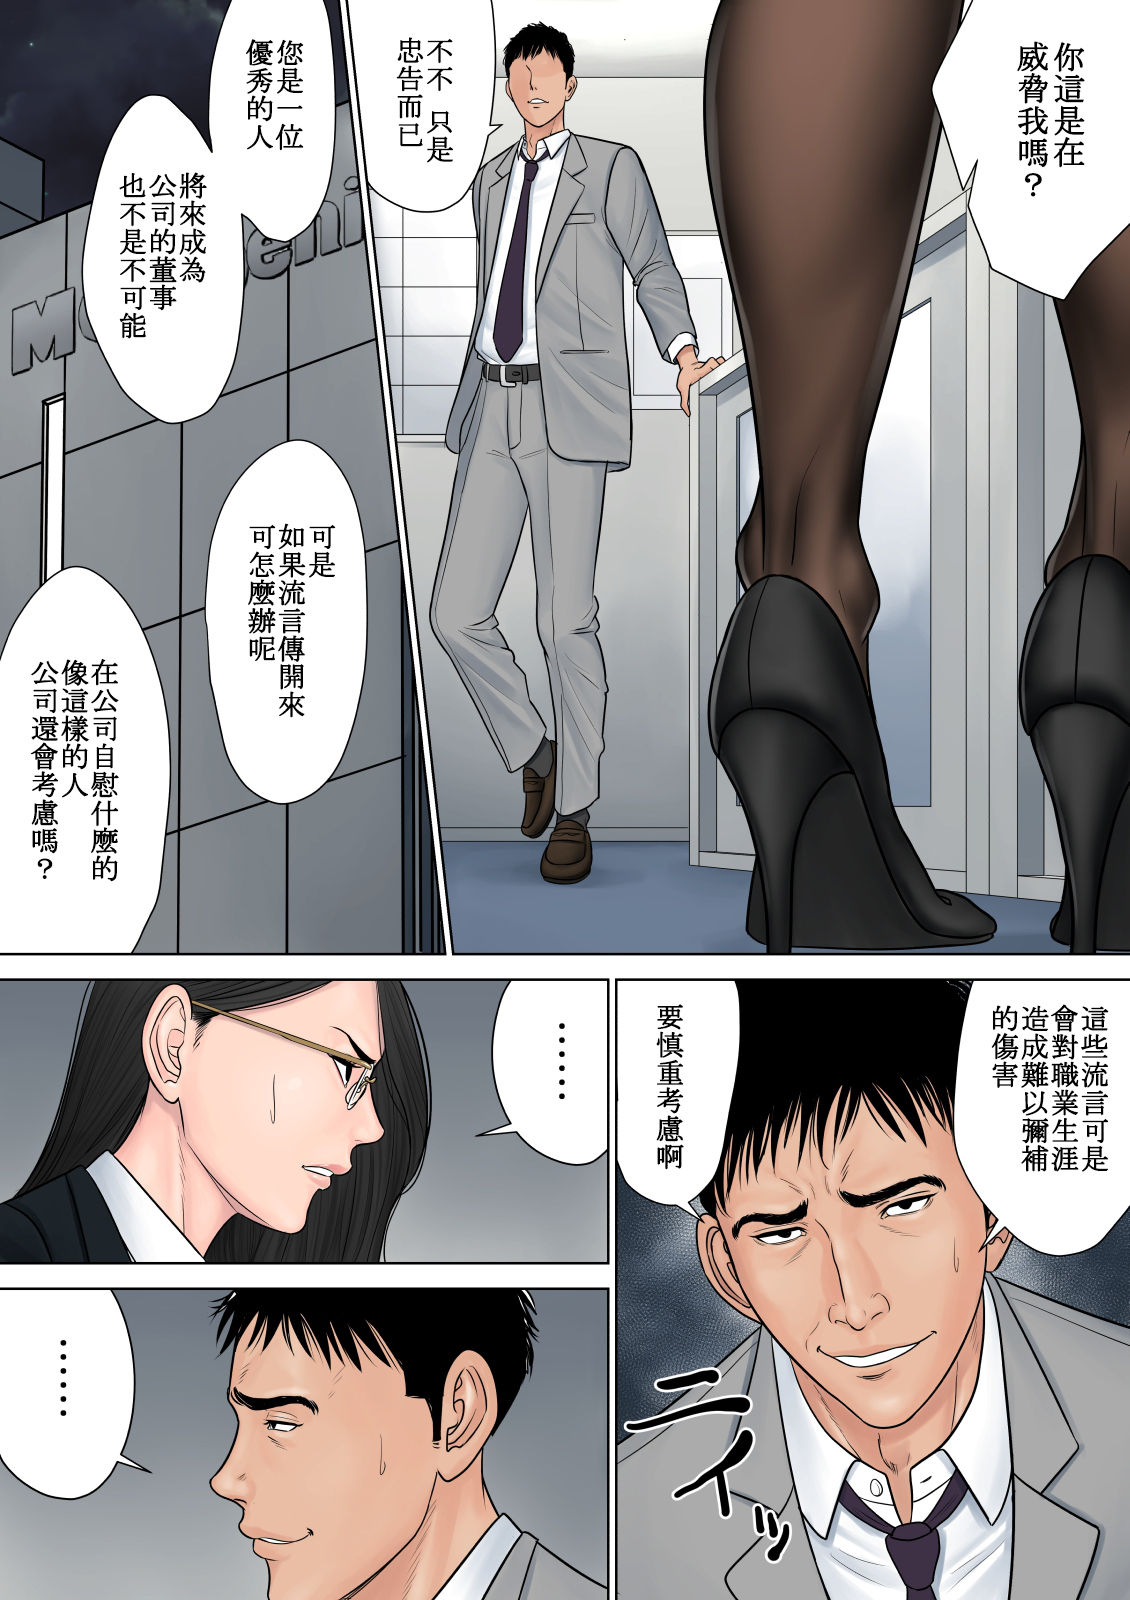 你這是在
威脅我嗎？
不不 只是
忠告而已
您是一位
優秀的人
將來成為
公司的董事
也不是不可能
可是
如果流言傳開來
可怎麼辦呢
在公司自慰什麼的
像這樣的人
公司還會考慮嗎？
這些流言可是
會對職業生涯
造成難以彌補
的傷害
要慎重考慮啊
ニイッ
……
……